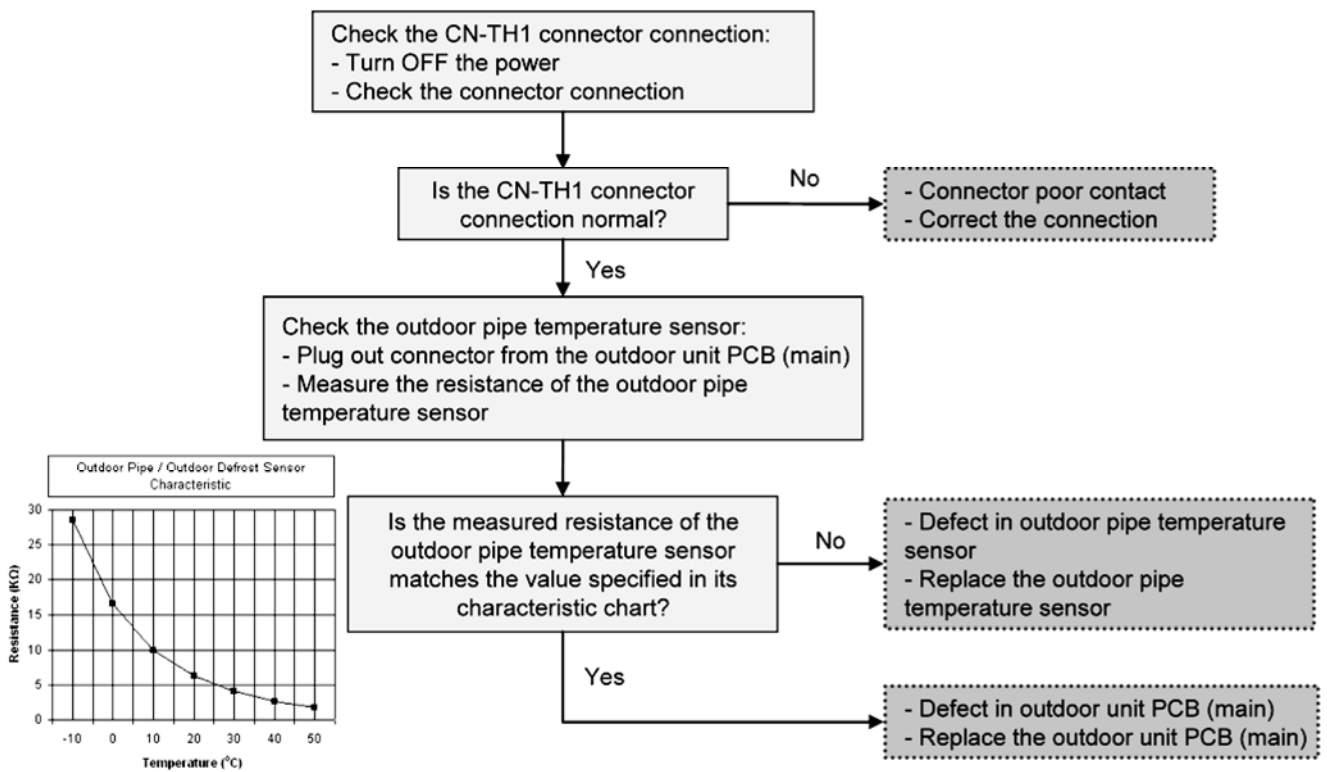 Check the CN-TH1 connector connection:
- Turn OFF the power
- Check the connector connection
Is the CN-TH1 connector
connection normal?
No
- Connector poor contact
- Correct the connection
Yes
Check the outdoor pipe temperature sensor:
- Plug out connector from the outdoor unit PCB (main)
- Measure the resistance of the outdoor pipe
temperature sensor
Outdoor Pipe / Outdoor Defrost Sensor
Characteristic
30
25
20
15
10
5
0
Resistance (KΩ)
-10 0 10 20 30 40 50
Temperature (°C)
Is the measured resistance of the
outdoor pipe temperature sensor
matches the value specified in its
characteristic chart?
No
- Defect in outdoor pipe temperature
sensor
- Replace the outdoor pipe
temperature sensor
Yes
- Defect in outdoor unit PCB (main)
- Replace the outdoor unit PCB (main)